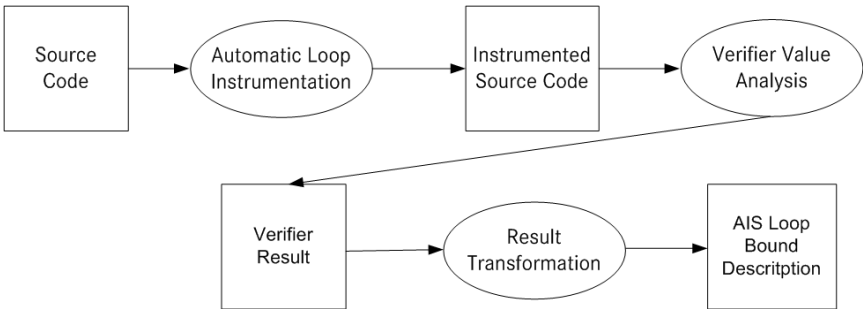 Source
Code
Automatic Loop
Instrumentation
Instrumented
Source Code
Verifier Value
Analysis
Verifier
Result
Result
Transformation
AIS Loop
Bound
Descritption